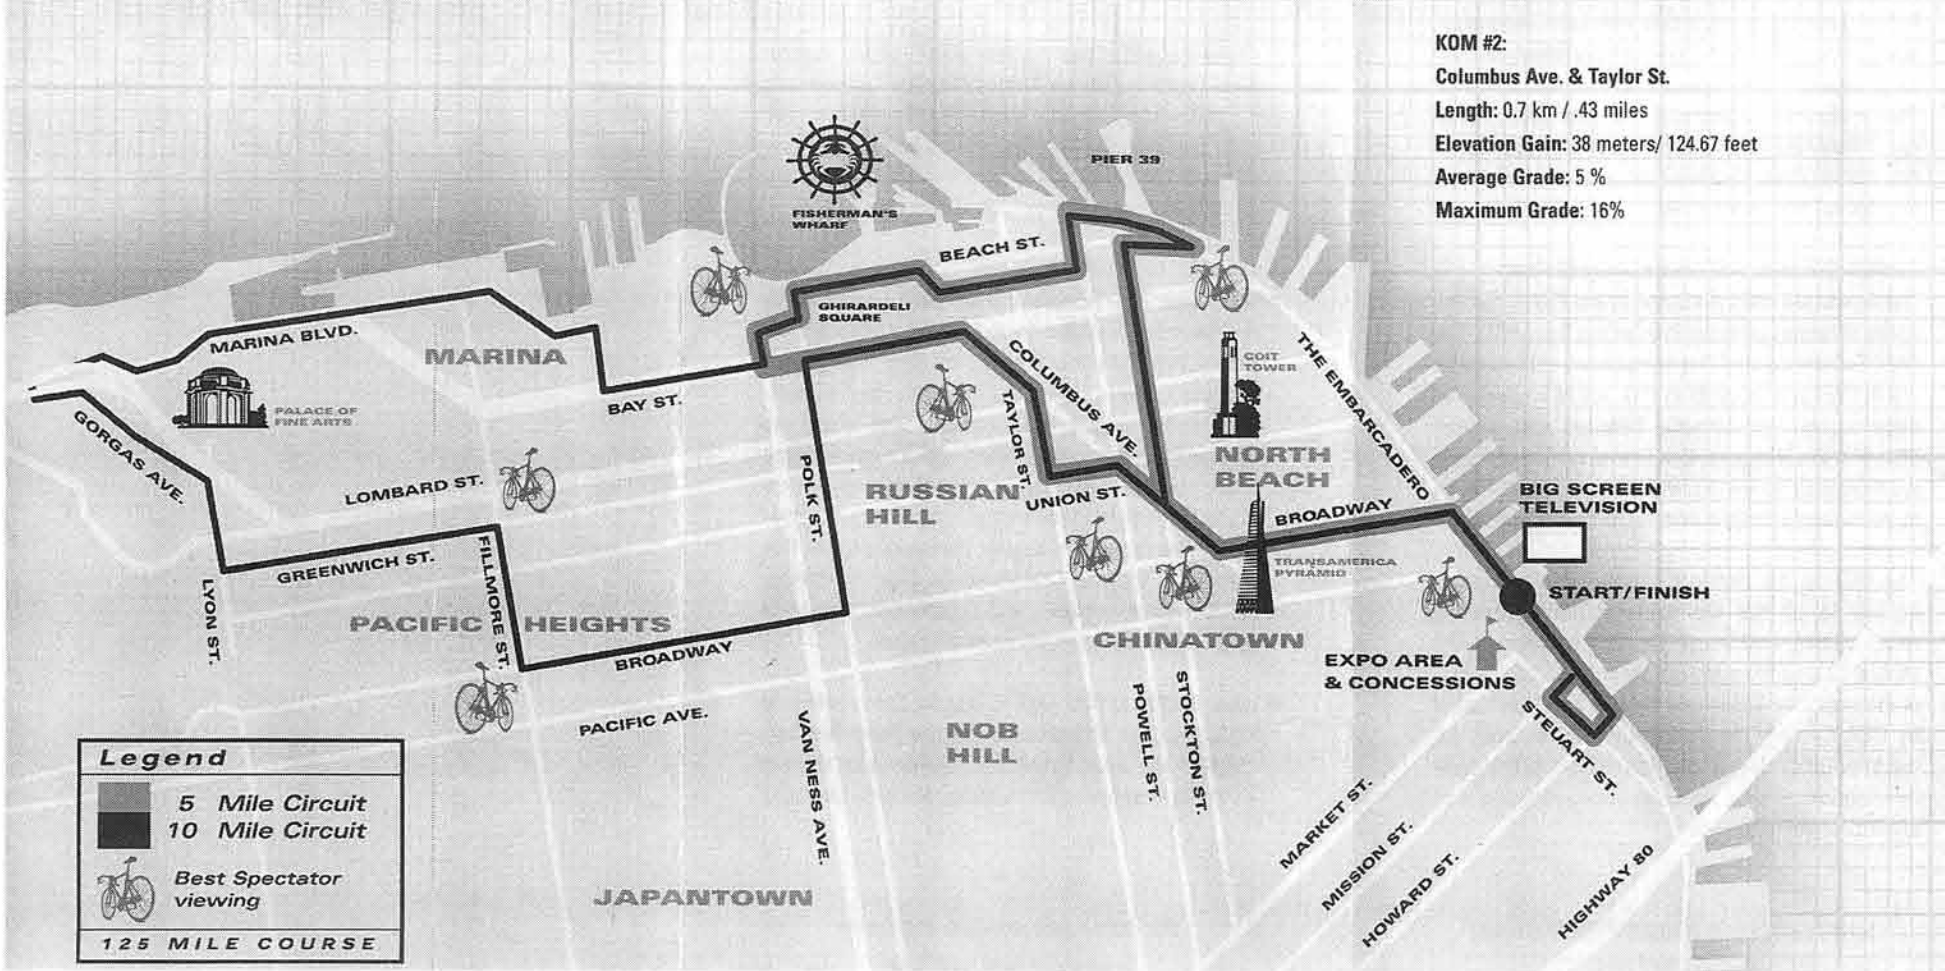 KOM #2:
Columbus Ave. & Taylor St.
Length: 0.7 km / .43 miles
Elevation Gain: 38 meters/ 124.67 feet
Average Grade: 5 %
Maximum Grade: 16%
PIER 39
FISHERMAN'S
WHARF
BEACH ST.
GHIRARDELI
SQUARE
MARINA BLVD.
MARINA
COIT
TOWER
THE EMBARCADERO
COLUMBUS AVE.
PALACE OF
FINE ARTS
BAY ST.
GORGAS AVE.
TAYLOR ST.
NORTH
BEACH
LOMBARD ST.
POLK ST.
RUSSIAN
HILL
UNION ST.
BROADWAY
BIG SCREEN
TELEVISION
GREENWICH ST.
FILLMORE ST.
TRANSAMERICA
PYRAMID
START/FINISH
LYON ST.
PACIFIC HEIGHTS
BROADWAY
CHINATOWN
EXPO AREA
& CONCESSIONS
PACIFIC AVE.
VAN NESS AVE.
NOB
HILL
POWELL ST.
STOCKTON ST.
STEUART ST.
MARKET ST.
MISSION ST.
HOWARD ST.
HIGHWAY 80
JAPANTOWN
Legend
5 Mile Circuit
10 Mile Circuit
Best Spectator
viewing
125 MILE COURSE